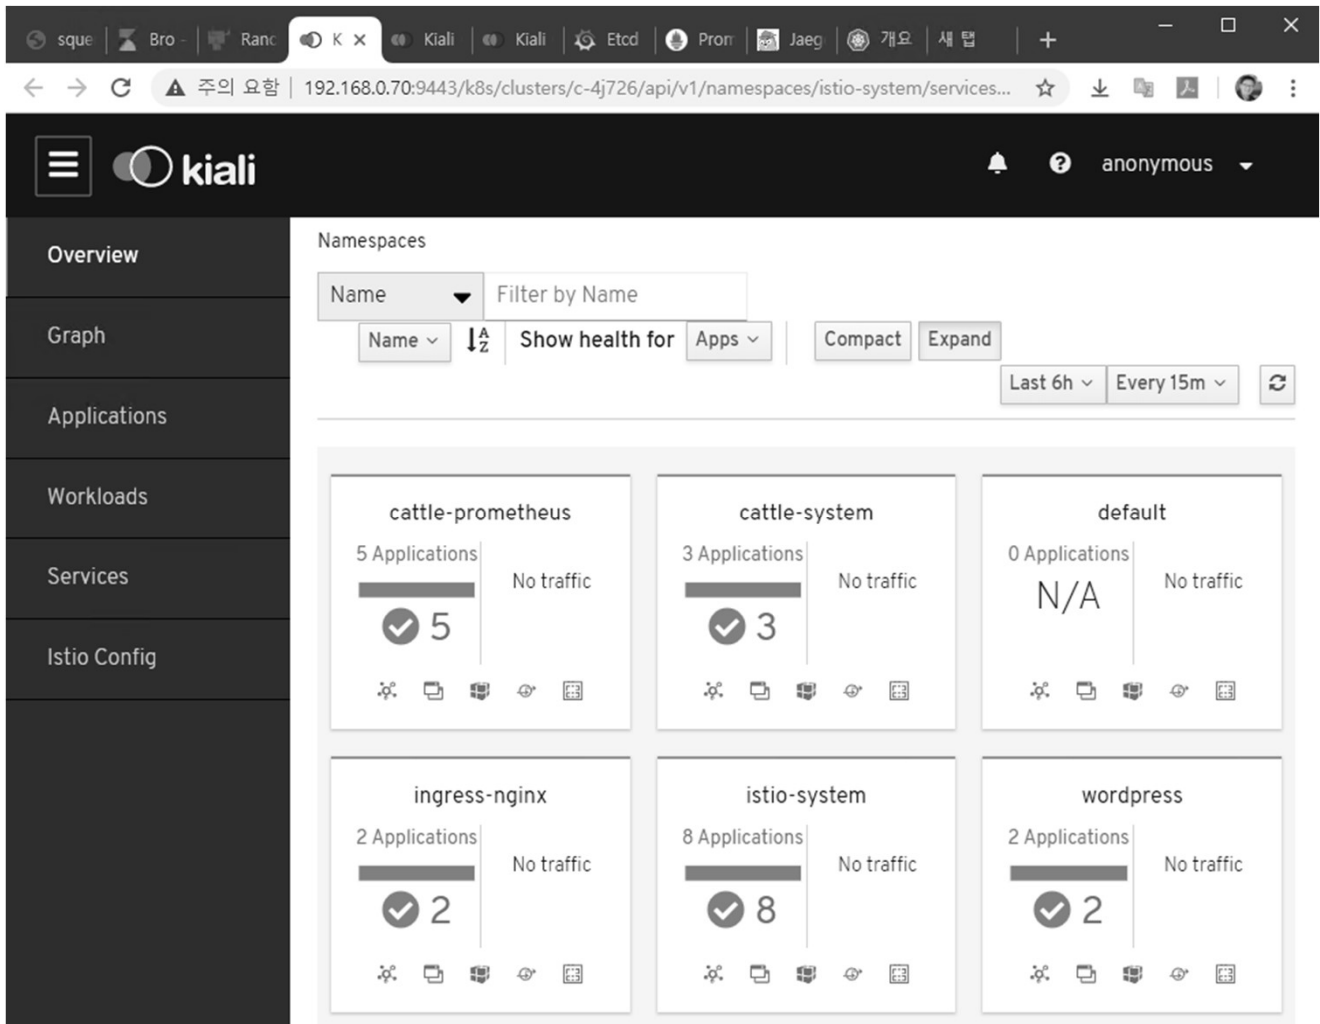 sque Bro - Ranc K Kiali Kiali Etcd Pron Jaeg 개요 새 탭
주의 요함 192.168.0.70:9443/k8s/clusters/c-4j726/api/v1/namespaces/istio-system/services...
kiali anonymous
Overview
Graph
Applications
Workloads
Services
Istio Config
Namespaces
Name Filter by Name
Name A Z Show health for Apps Compact Expand
Last 6h Every 15m
cattle-prometheus
5 Applications
No traffic
5
cattle-system
3 Applications
No traffic
3
default
0 Applications
No traffic
N/A
ingress-nginx
2 Applications
No traffic
2
istio-system
8 Applications
No traffic
8
wordpress
2 Applications
No traffic
2